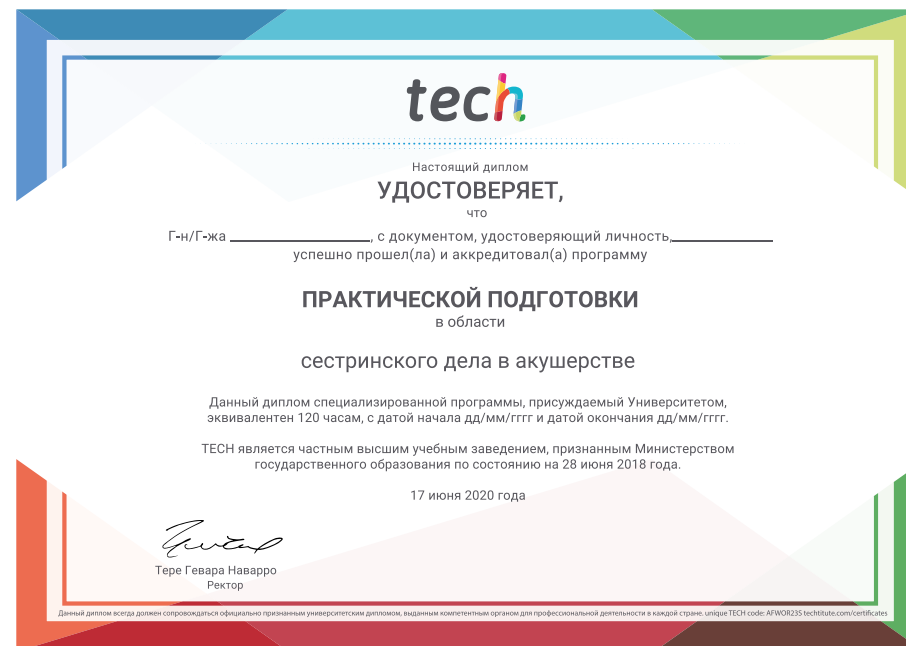 tech
Настоящий диплом
УДОСТОВЕРЯЕТ,
что
Г-н/Г-жа ____________________, с документом, удостоверяющий личность,______________
успешно прошел(ла) и аккредитовал(а) программу
ПРАКТИЧЕСКОЙ ПОДГОТОВКИ
в области
сестринского дела в акушерстве
Данный диплом специализированной программы, присуждаемый Университетом,
эквивалентен 120 часам, с датой начала дд/мм/гггг и датой окончания дд/мм/гггг.
TECH является частным высшим учебным заведением, признанным Министерством
государственного образования по состоянию на 28 июня 2018 года.
17 июня 2020 года
Тере Гевара Наварро
Ректор
Данный диплом всегда должен сопровождаться официально признанным университетским дипломом, выданным компетентным органом для профессиональной деятельности в каждой стране. unique TECH code: AFWOR23S techtitute.com/certificates